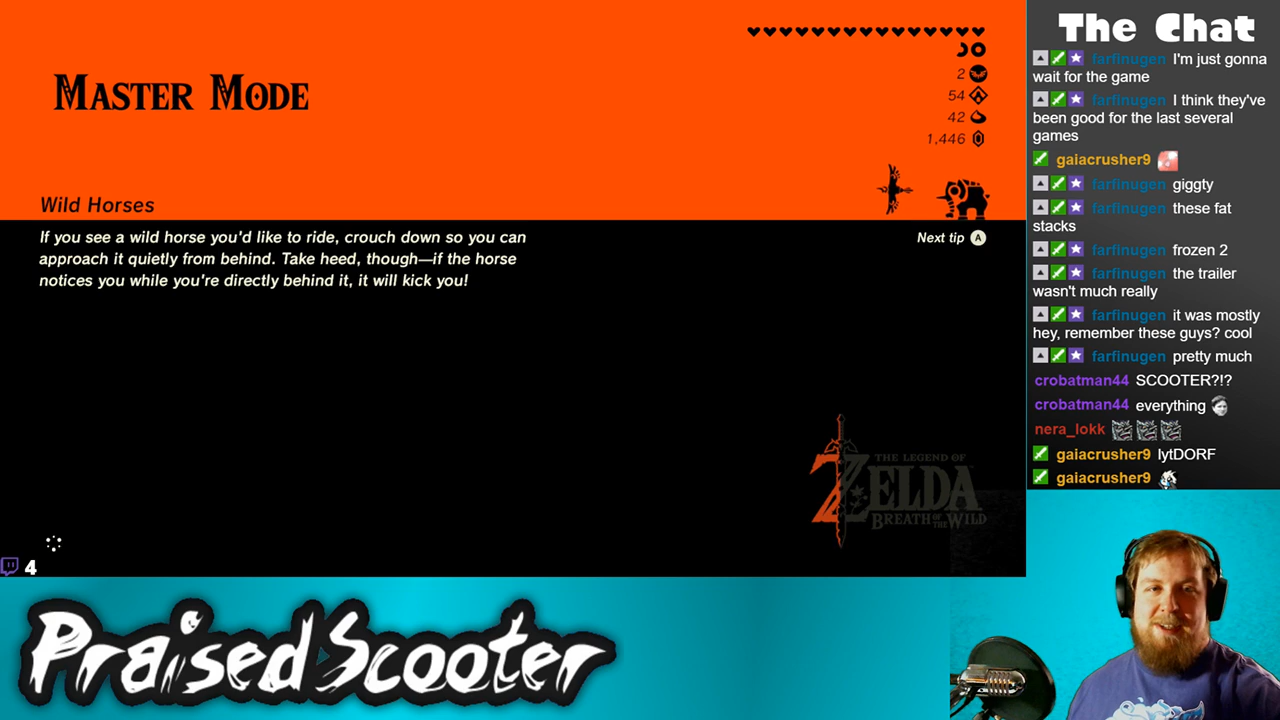 MASTER MODE
2
54
42
1,446
Wild Horses
If you see a wild horse you'd like to ride, crouch down so you can
approach it quietly from behind. Take heed, though—if the horse
notices you while you're directly behind it, it will kick you!
Next tip A
THE LEGEND OF
ZELDA
BREATH OF THE WILD
4
PraisedScooter
The Chat
farfinugen I'm just gonna
wait for the game
farfinugen I think they've
been good for the last several
games
gaiacrusher9
farfinugen giggty
farfinugen these fat
stacks
farfinugen frozen 2
farfinugen the trailer
wasn't much really
farfinugen it was mostly
hey, remember these guys? cool
farfinugen pretty much
crobatman44 SCOOTER?!?
crobatman44 everything
nera_lokk
gaiacrusher9 lytDORF
gaiacrusher9